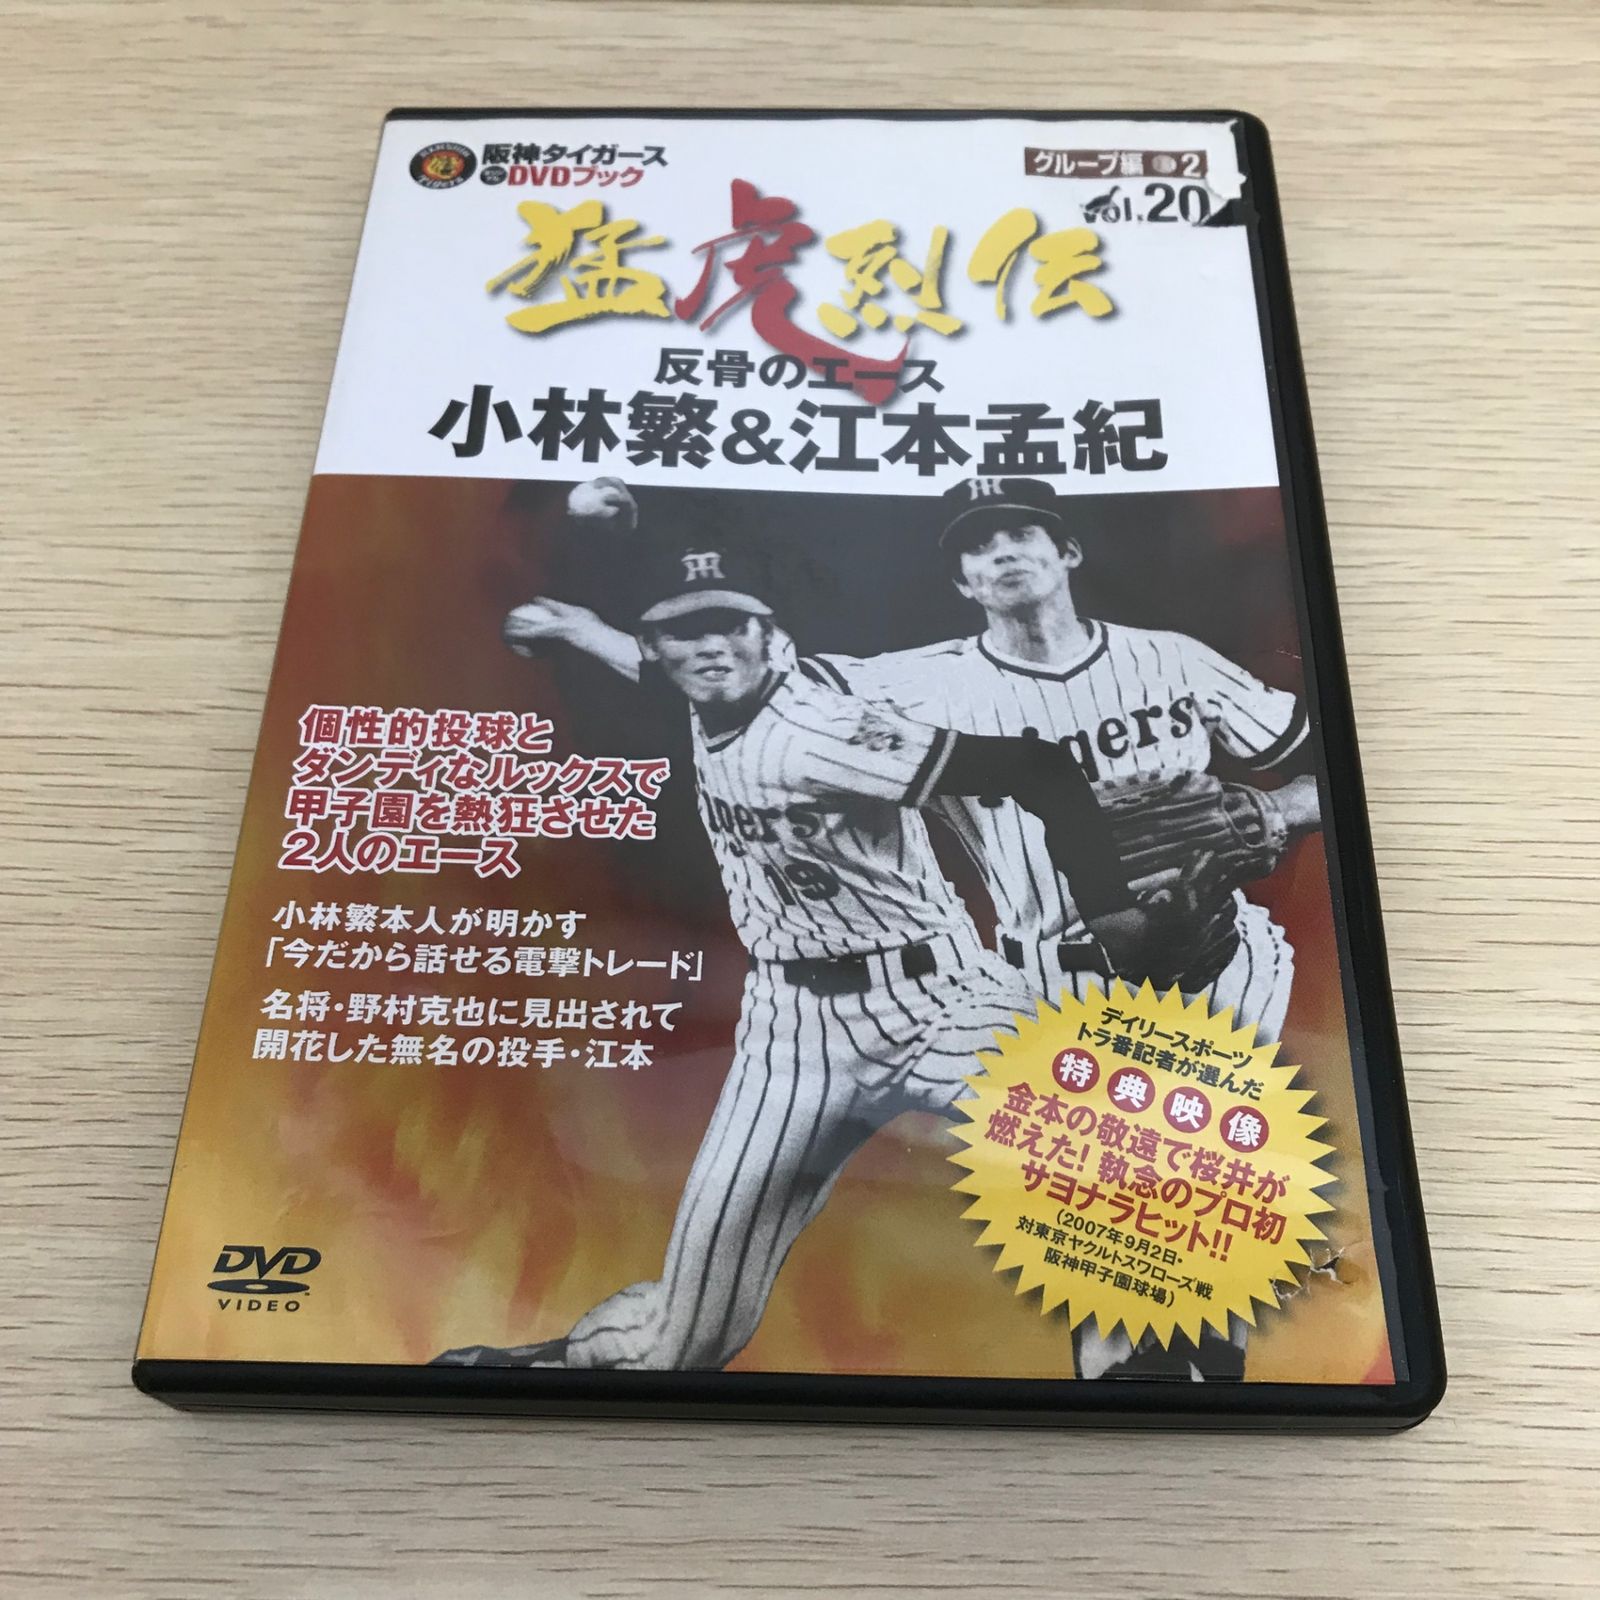 HANSHIN
Tigers
阪神タイガース
オリジナル DVDブック
グループ編 2
vol.20
猛虎烈伝
反骨のエース
小林繁&江本孟紀
H
H
igers
igers
19
個性的投球と
ダンディなルックスで
甲子園を熱狂させた
2人のエース
小林繁本人が明かす
「今だから話せる電撃トレード」
名将・野村克也に見出されて
開花した無名の投手・江本
デイリースポーツ
トラ番記者が選んだ
特典映像
金本の敬遠で桜井が
燃えた!執念のプロ初
サヨナラヒット!!
(2007年9月2日・
対東京ヤクルトスワローズ戦
阪神甲子園球場)
DVD
VIDEO